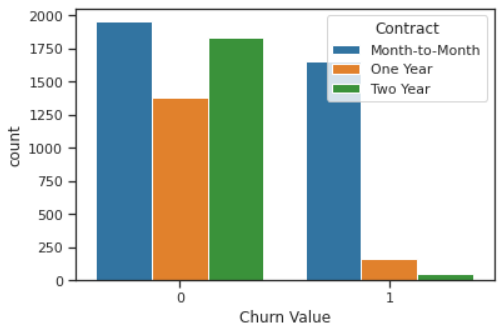 2000
1750
1500
1250
1000
750
500
250
0
count
Contract
Month-to-Month
One Year
Two Year
0
1
Churn Value